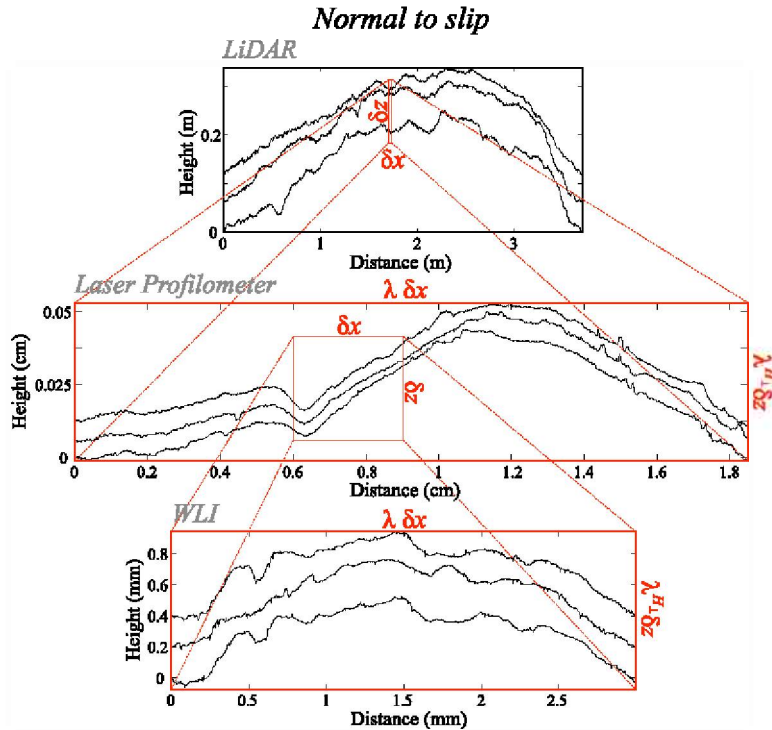 Normal to slip
LiDAR
0.2
0
Height (m)
δz
δx
0 1 2 3
Distance (m)
Laser Profilometer
λ δx
0.05
0.025
0
Height (cm)
δx
δz
λ^H⊥ δz
0 0.2 0.4 0.6 0.8 1 1.2 1.4 1.6 1.8
Distance (cm)
WLI
λ δx
0.8
0.6
0.4
0.2
0
Height (mm)
λ^H⊥ δz
0 0.5 1 1.5 2 2.5
Distance (mm)